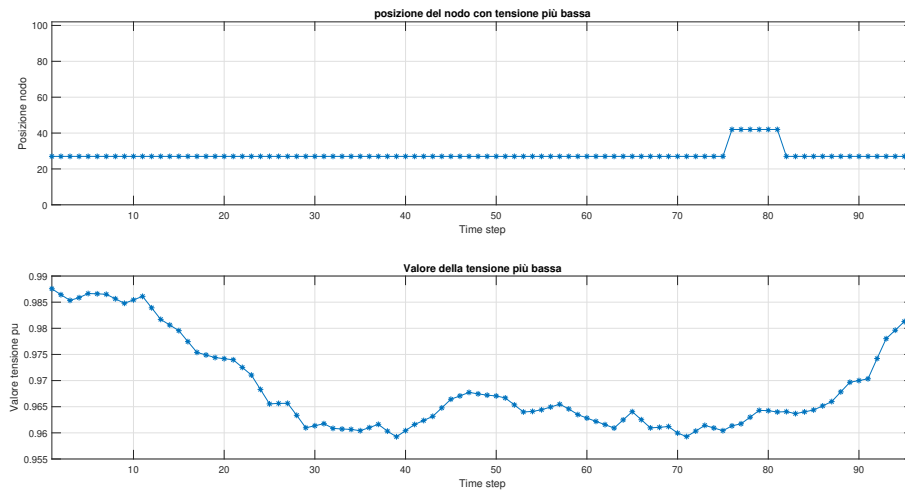 posizione del nodo con tensione più bassa
100
80
60
40
20
0
Posizione nodo
10 20 30 40 50 60 70 80 90
Time step
Valore della tensione più bassa
0.99
0.985
0.98
0.975
0.97
0.965
0.96
0.955
Valore tensione pu
10 20 30 40 50 60 70 80 90
Time step